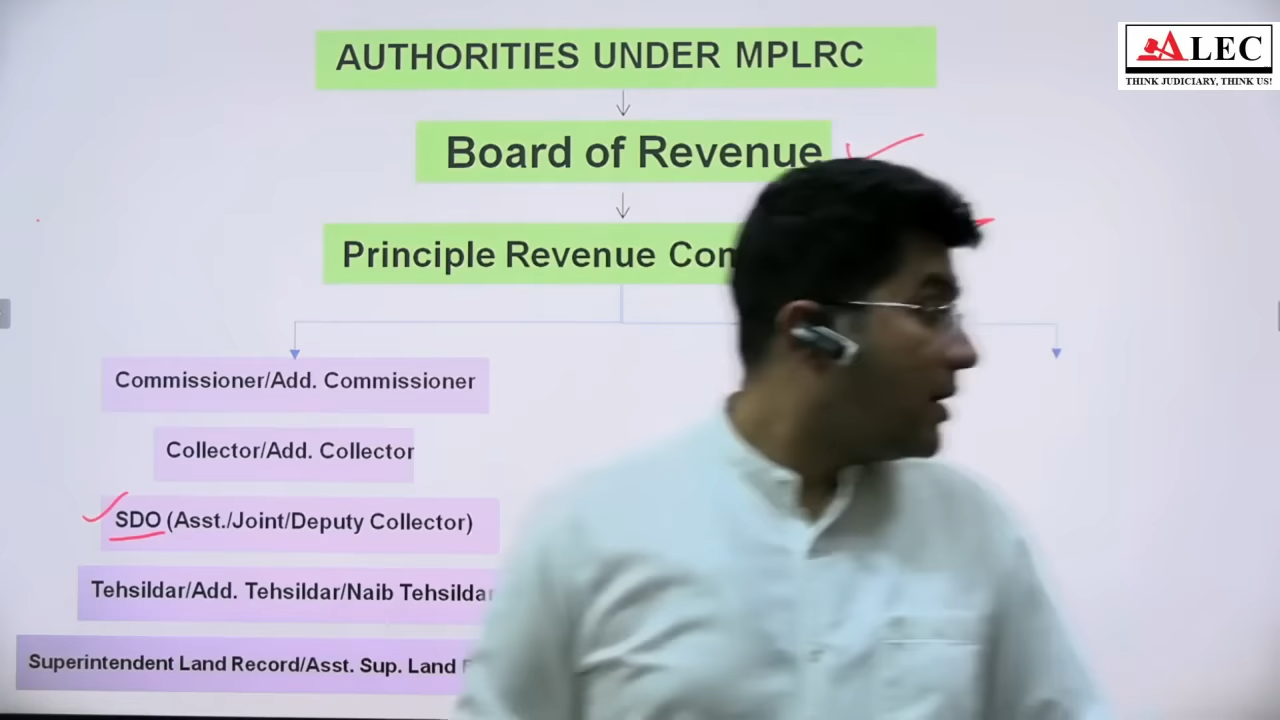 AUTHORITIES UNDER MPLRC
ALEC
THINK JUDICIARY, THINK US!
Board of Revenue
Principle Revenue
Commissioner/Add. Commissioner
Collector/Add. Collector
SDO (Asst./Joint/Deputy Collector)
Tehsildar/Add. Tehsildar/Naib Tehsildar
Superintendent Land Record/Asst. Sup. Land